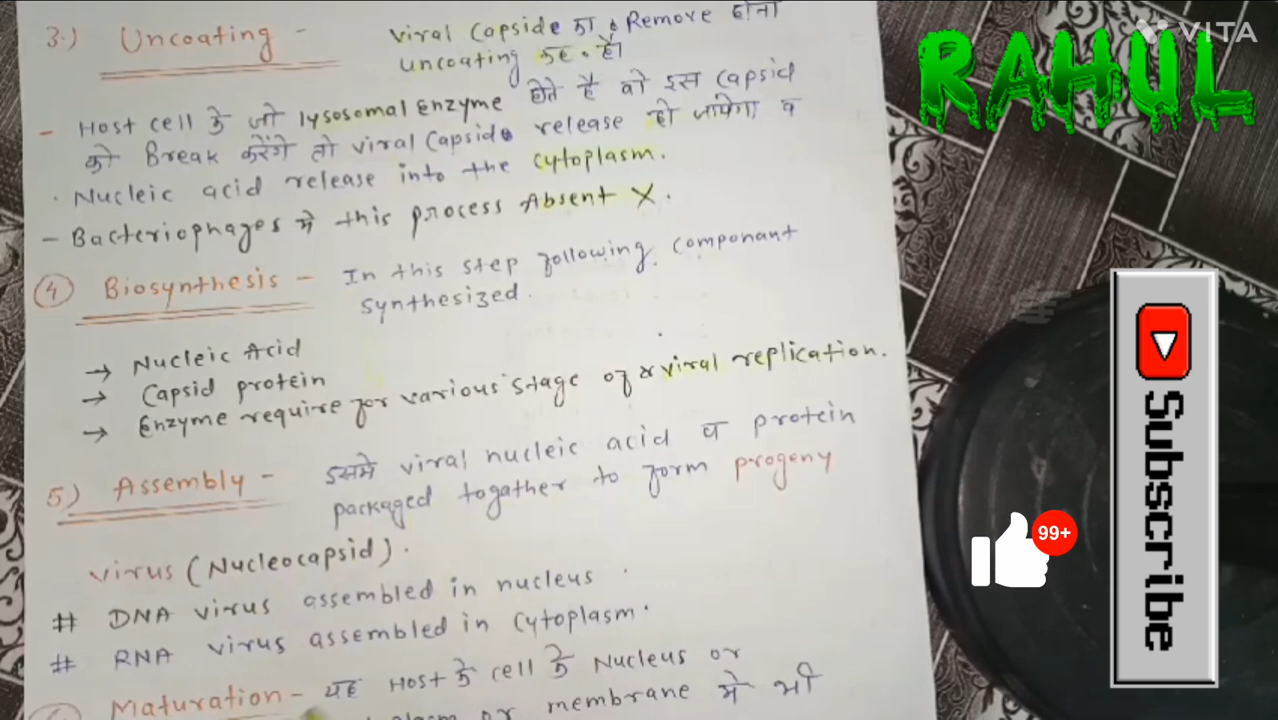 3.) Uncoating - viral Capside का Remove होना
uncoating कह. है।
- Host cell के जो lysosomal Enzyme होते है वो इस Capsid
को Break करेंगे तो viral Capside release हो जायेगा व
. Nucleic acid release into the cytoplasm.
- Bacteriophages मे this process Absent X.
4 Biosynthesis - In this step following componant
synthesized.
→ Nucleic Acid
→ Capsid protein
→ Enzyme require for various stage of viral replication.
5) Assembly - इसमे viral nucleic acid व protein
packaged togather to form progeny
virus (Nucleocapsid).
# DNA virus assembled in nucleus
# RNA virus assembled in Cytoplasm.
Maturation - यह Host के cell के Nucleus or
or membrane मे भी
RAHUL
VITA
Subscribe
99+